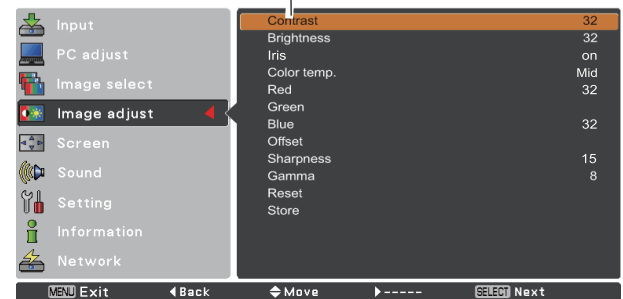 Input
PC adjust
Image select
Image adjust
Screen
Sound
Setting
Information
Network
Contrast 32
Brightness 32
Iris on
Color temp. Mid
Red 32
Green
Blue 32
Offset
Sharpness 15
Gamma 8
Reset
Store
MENU Exit ◀Back Move ▶----- SELECT Next